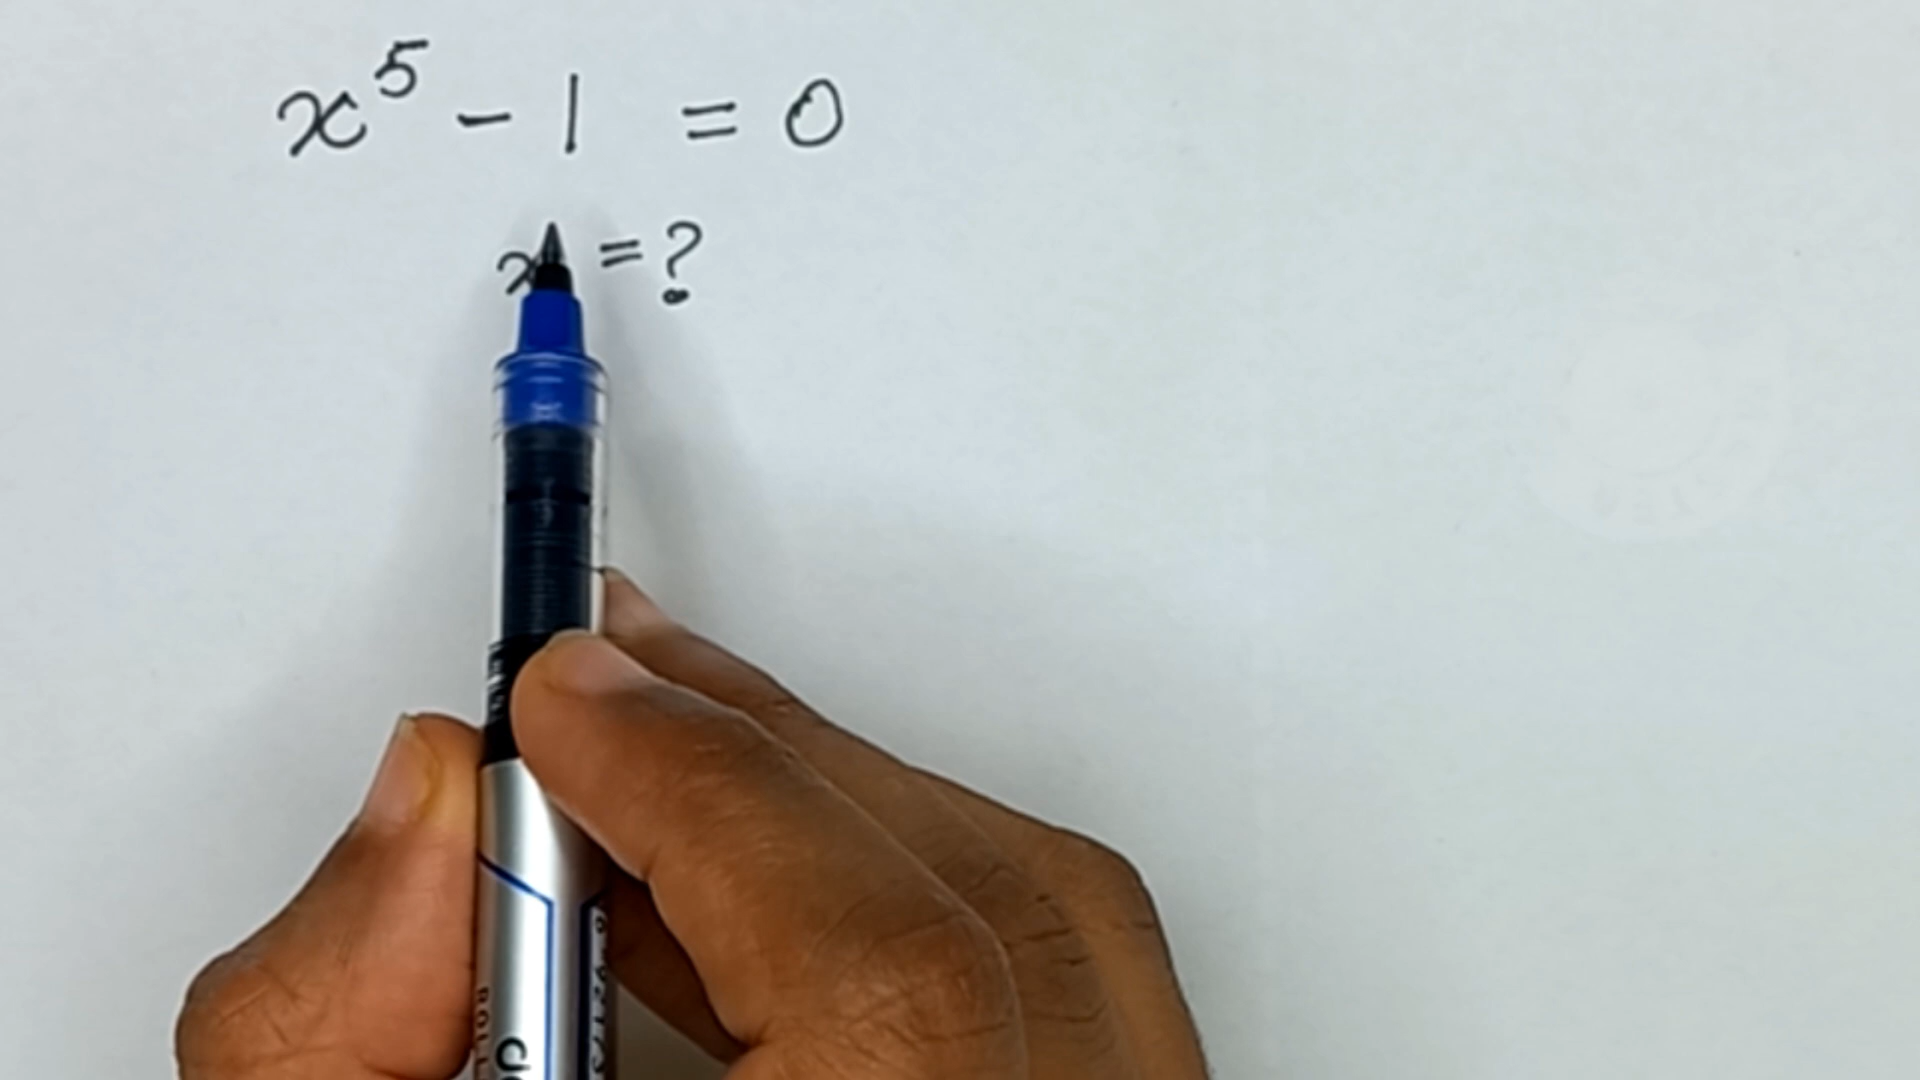 x⁵ - 1 = 0
x = ?